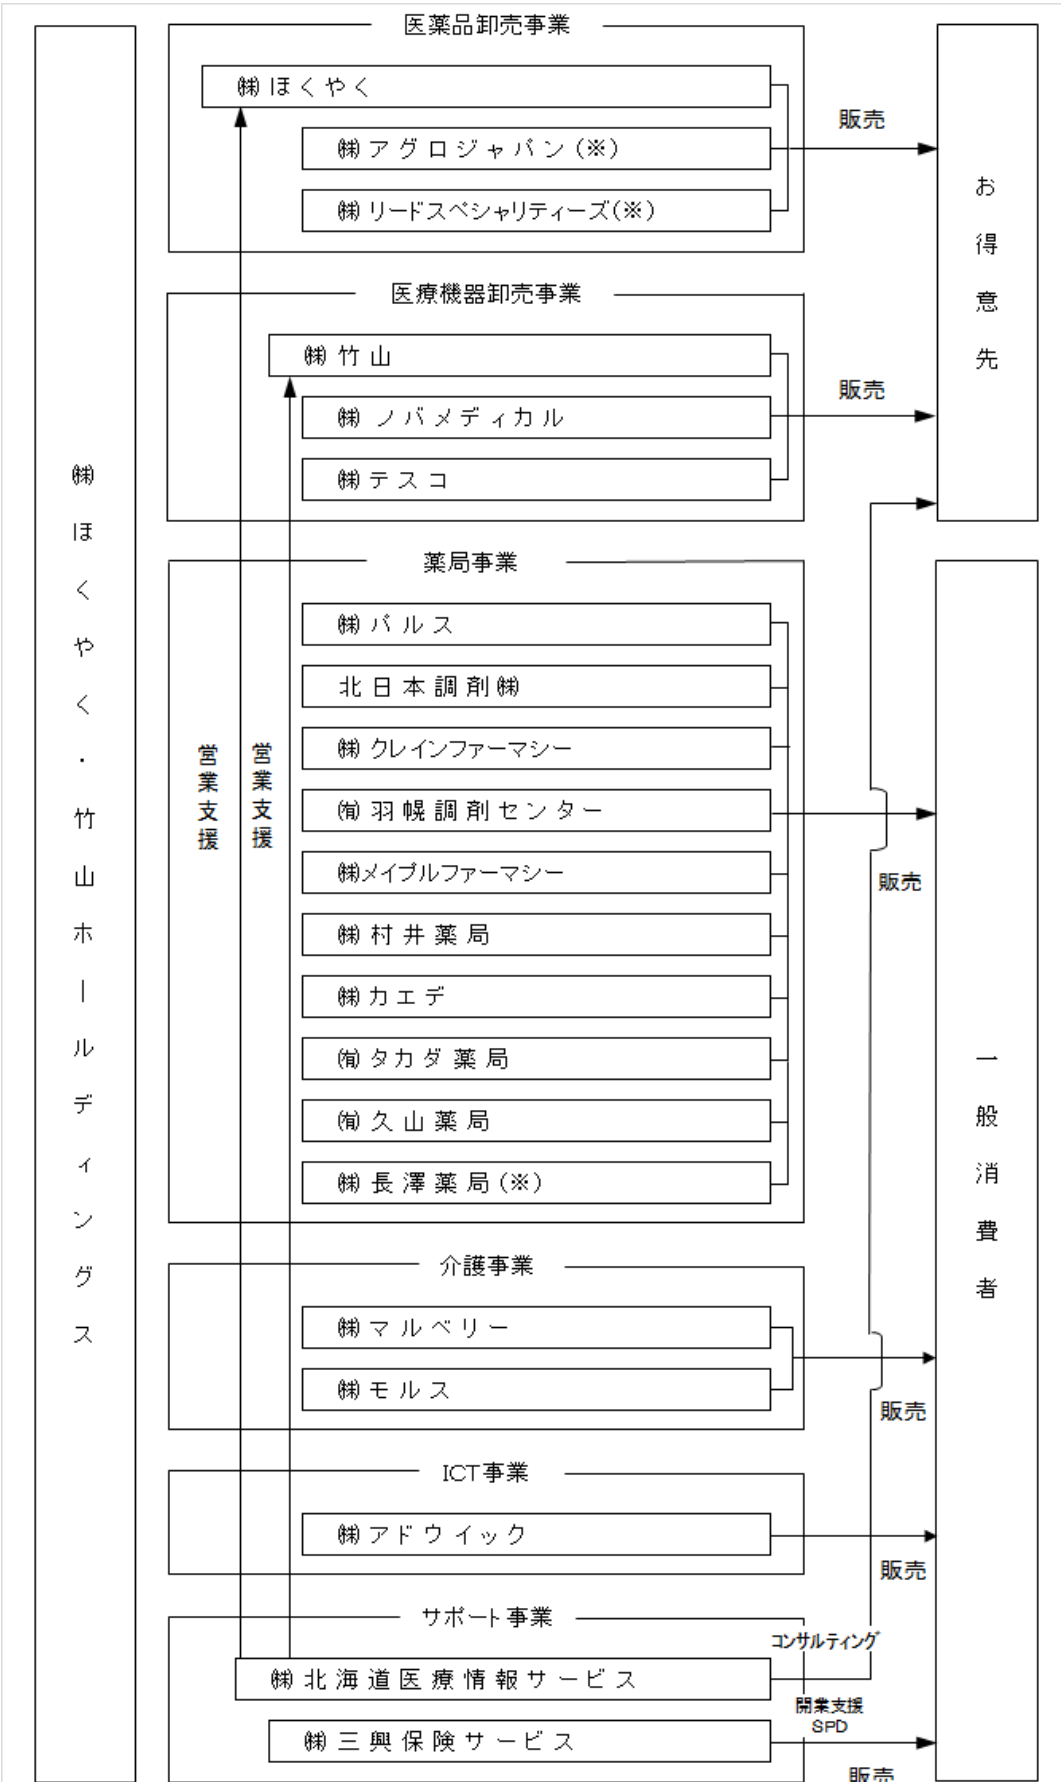 ㈱ほくやく・竹山ホールディングス
医薬品卸売事業
㈱ほくやく
㈱アグロジャパン(※)
㈱リードスペシャリティーズ(※)
販売
お得意先
医療機器卸売事業
㈱竹山
㈱ノバメディカル
㈱テスコ
販売
薬局事業
㈱パルス
北日本調剤㈱
㈱クレインファーマシー
㈲羽幌調剤センター
㈱メイプルファーマシー
㈱村井薬局
㈱カエデ
㈲タカダ薬局
㈲久山薬局
㈱長澤薬局(※)
営業支援
営業支援
販売
一般消費者
介護事業
㈱マルベリー
㈱モルス
販売
ICT事業
㈱アドウイック
販売
サポート事業
コンサルティング
㈱北海道医療情報サービス
開業支援
SPD
㈱三興保険サービス
販売